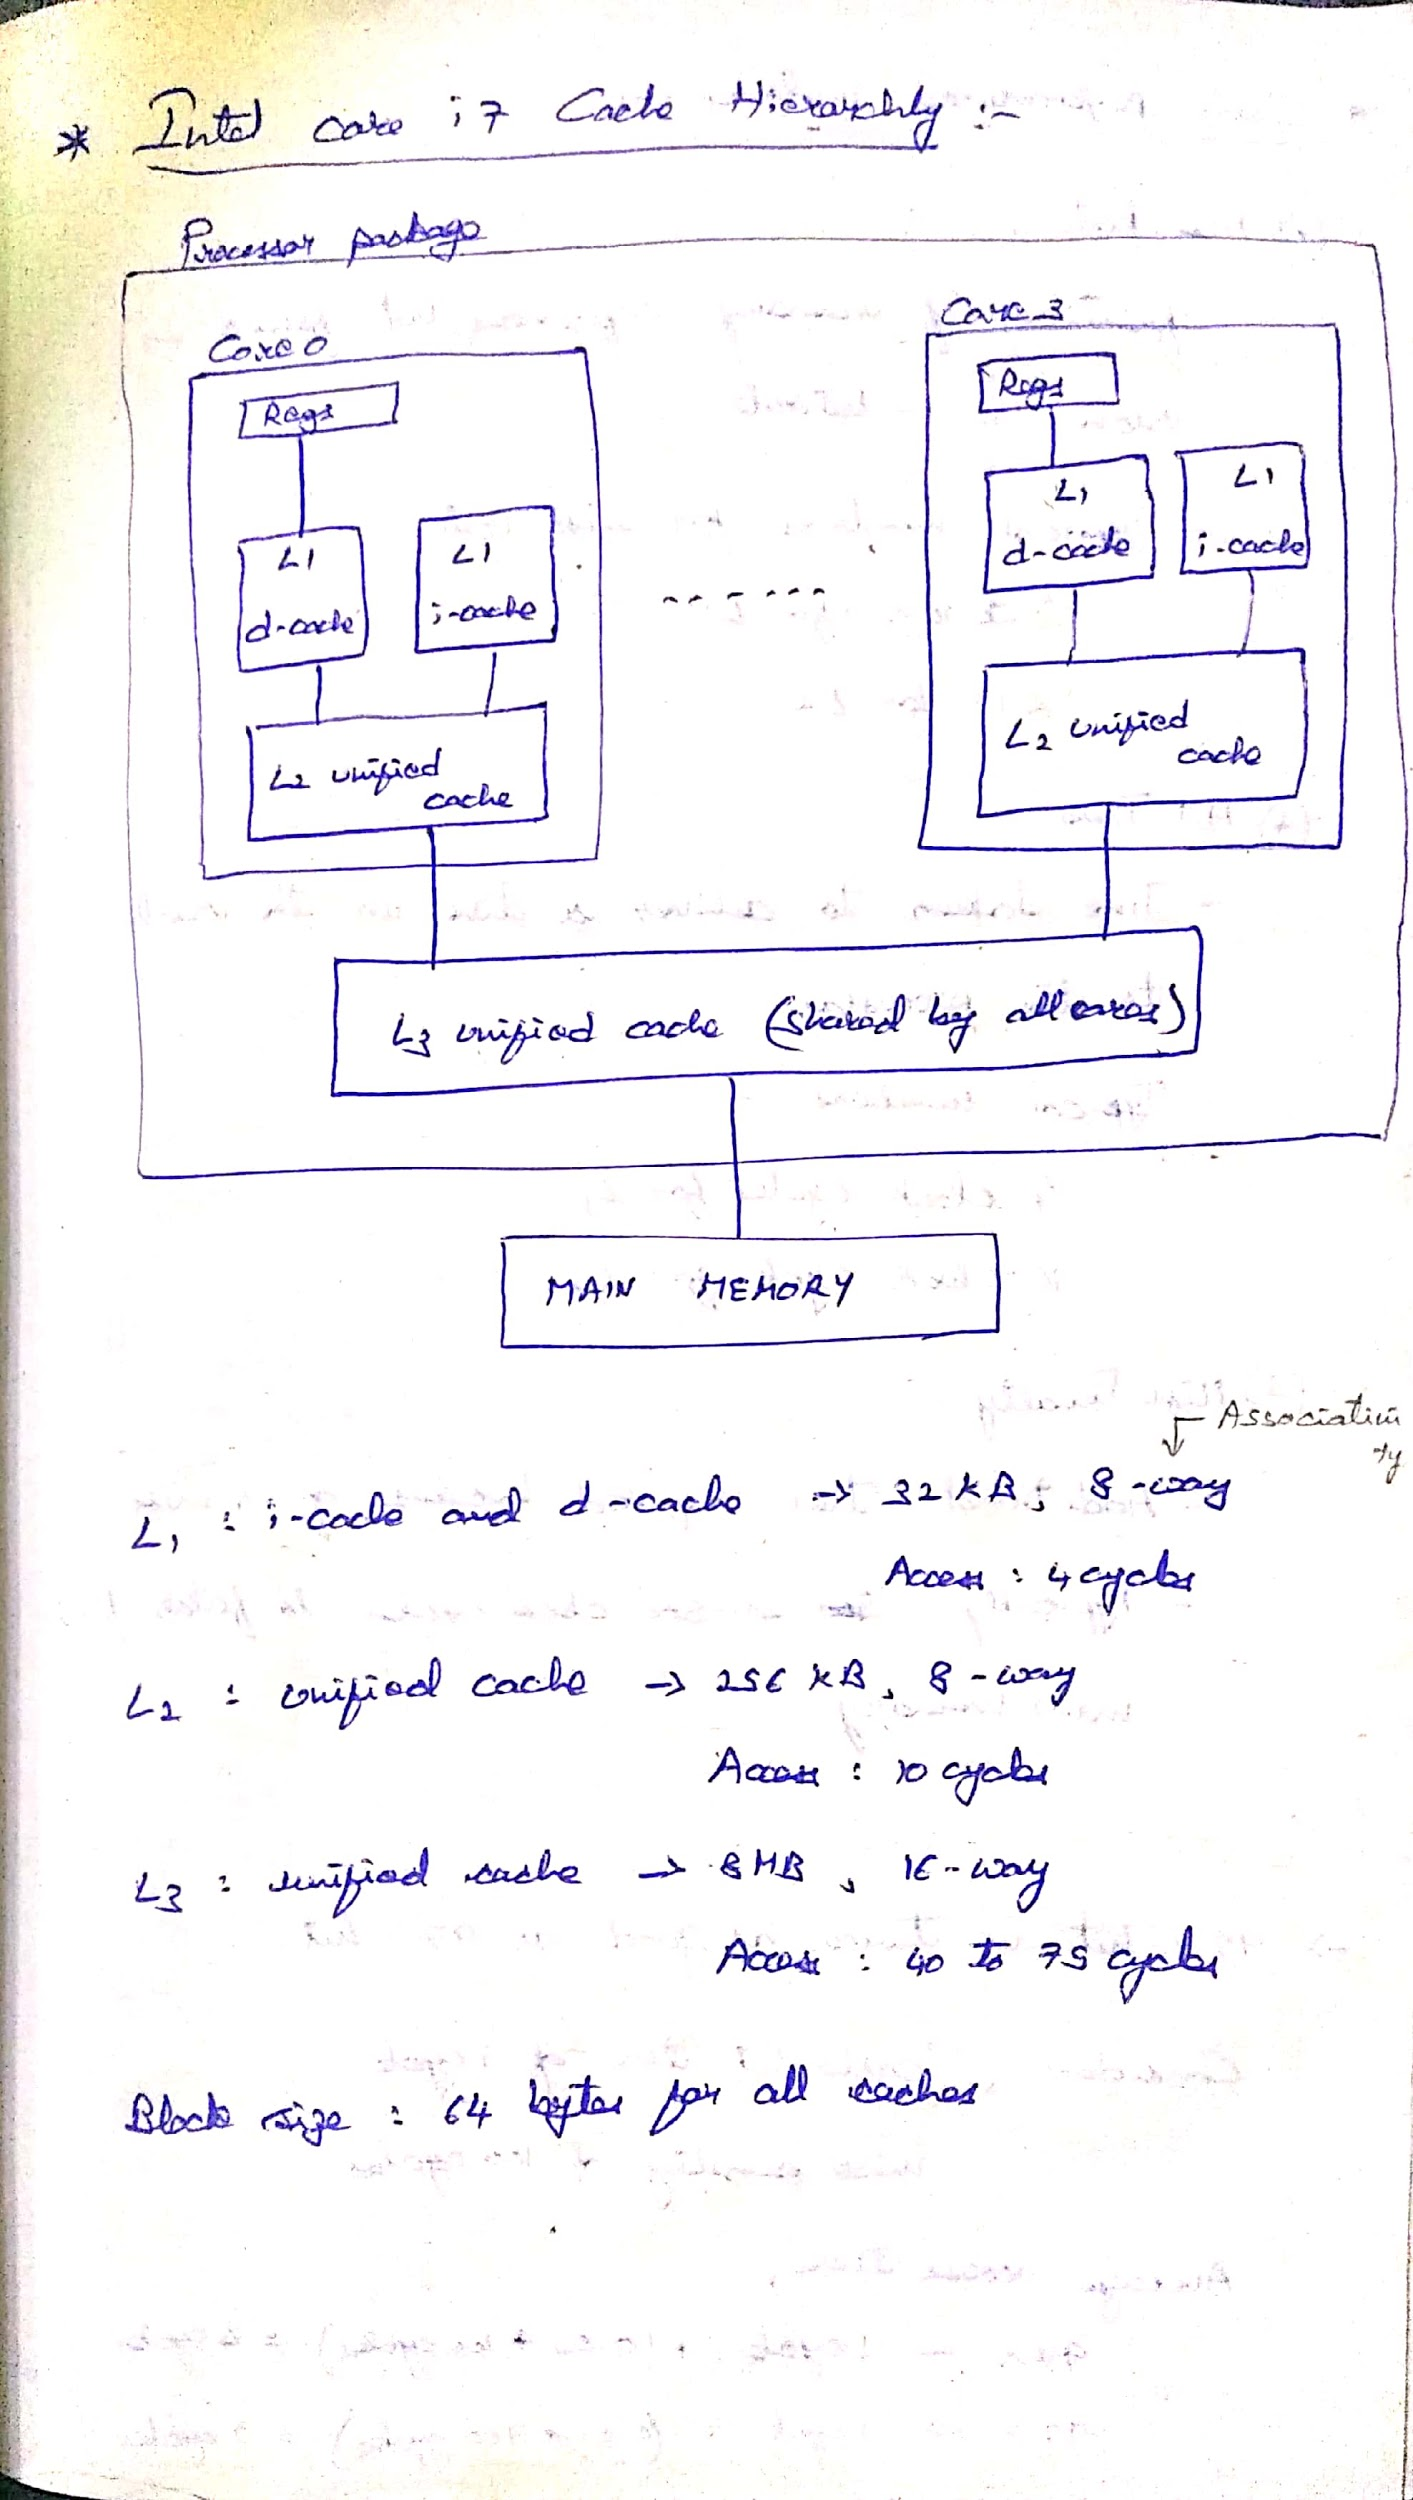 * Intel core i7 Cache Hierarchly :-
Processor package
Core 0
Core 3
Regs
Regs
L1
d-cache
L1
i-cache
L1
d-cache
L1
i-cache
.......
L2 unified
cache
L2 unified
cache
L3 unified cache (shared by all cores)
MAIN MEMORY
Associativi
ty
L1 : i-cache and d-cache → 32 kB, 8-way
Access : 4 cycles
L2 : unified cache → 256 kB, 8-way
Access : 10 cycles
L3 : unified cache → 8 MB, 16-way
Access : 40 to 75 cycles
Block size : 64 bytes for all caches